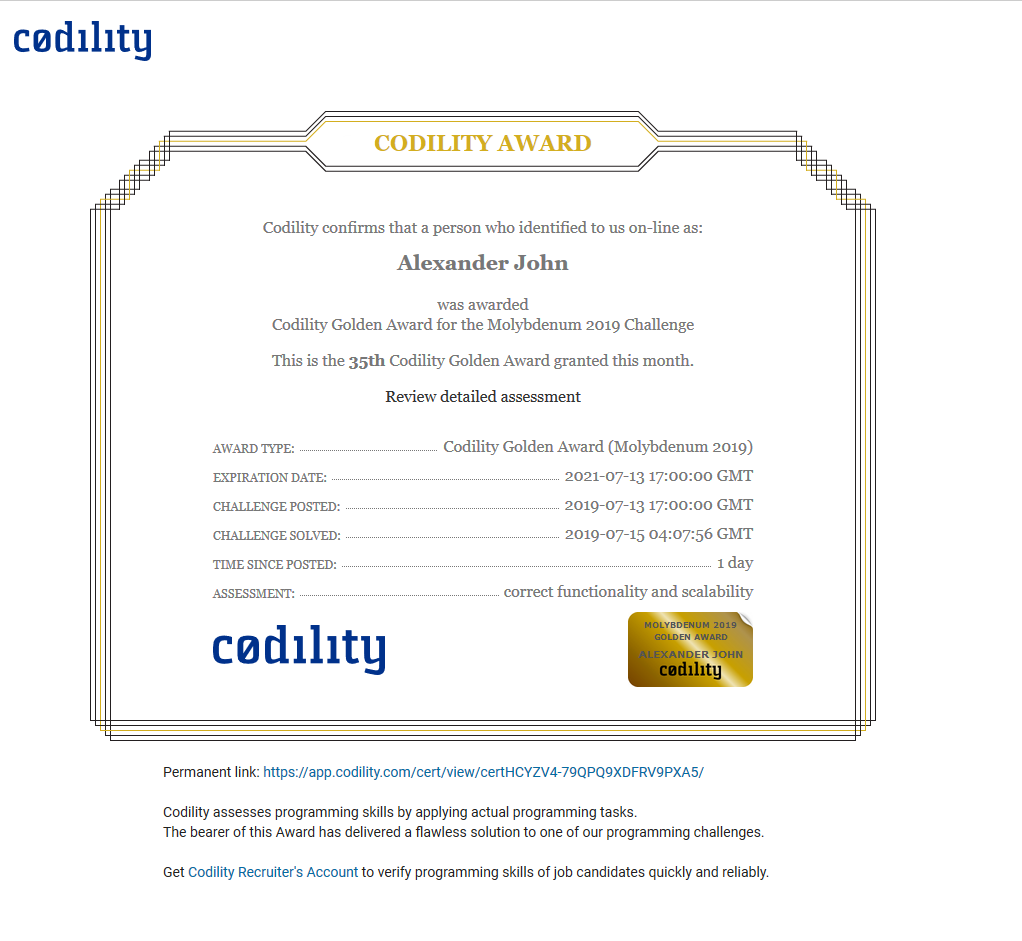 cødılıty
CODILITY AWARD
Codility confirms that a person who identified to us on-line as:
Alexander John
was awarded
Codility Golden Award for the Molybdenum 2019 Challenge
This is the 35th Codility Golden Award granted this month.
Review detailed assessment
AWARD TYPE: Codility Golden Award (Molybdenum 2019)
EXPIRATION DATE: 2021-07-13 17:00:00 GMT
CHALLENGE POSTED: 2019-07-13 17:00:00 GMT
CHALLENGE SOLVED: 2019-07-15 04:07:56 GMT
TIME SINCE POSTED: 1 day
ASSESSMENT: correct functionality and scalability
cødılıty
MOLYBDENUM 2019
GOLDEN AWARD
ALEXANDER JOHN
cødılıty
Permanent link: https://app.codility.com/cert/view/certHCYZV4-79QPQ9XDFRV9PXA5/
Codility assesses programming skills by applying actual programming tasks.
The bearer of this Award has delivered a flawless solution to one of our programming challenges.
Get Codility Recruiter's Account to verify programming skills of job candidates quickly and reliably.